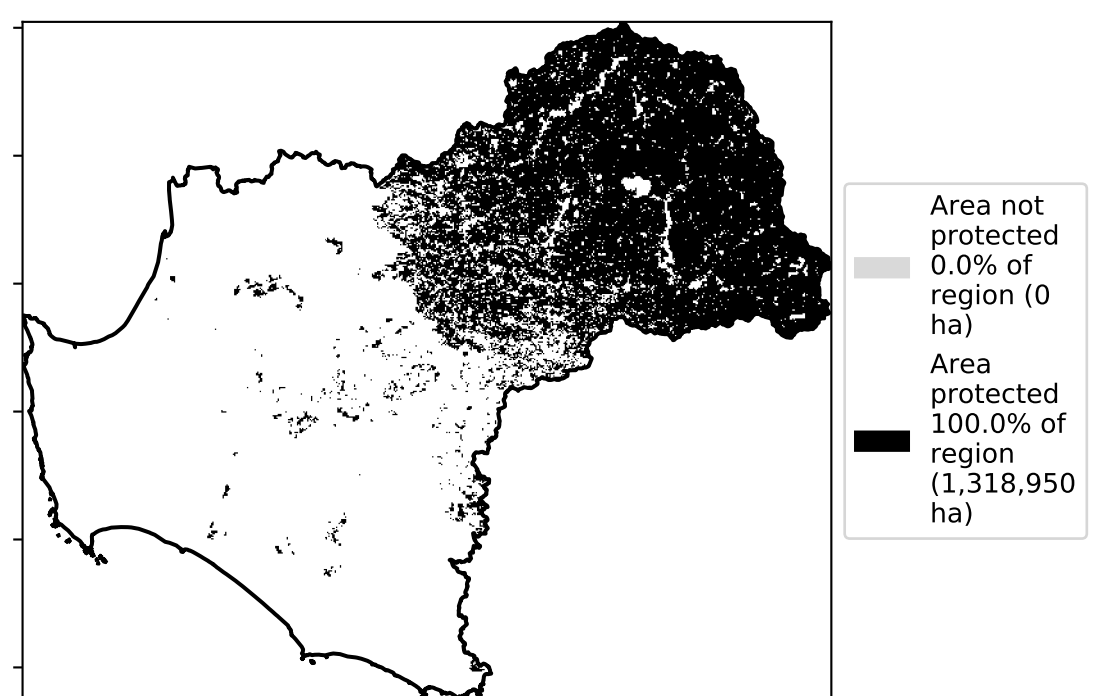 Area not
protected
0.0% of
region (0
ha)
Area
protected
100.0% of
region
(1,318,950
ha)